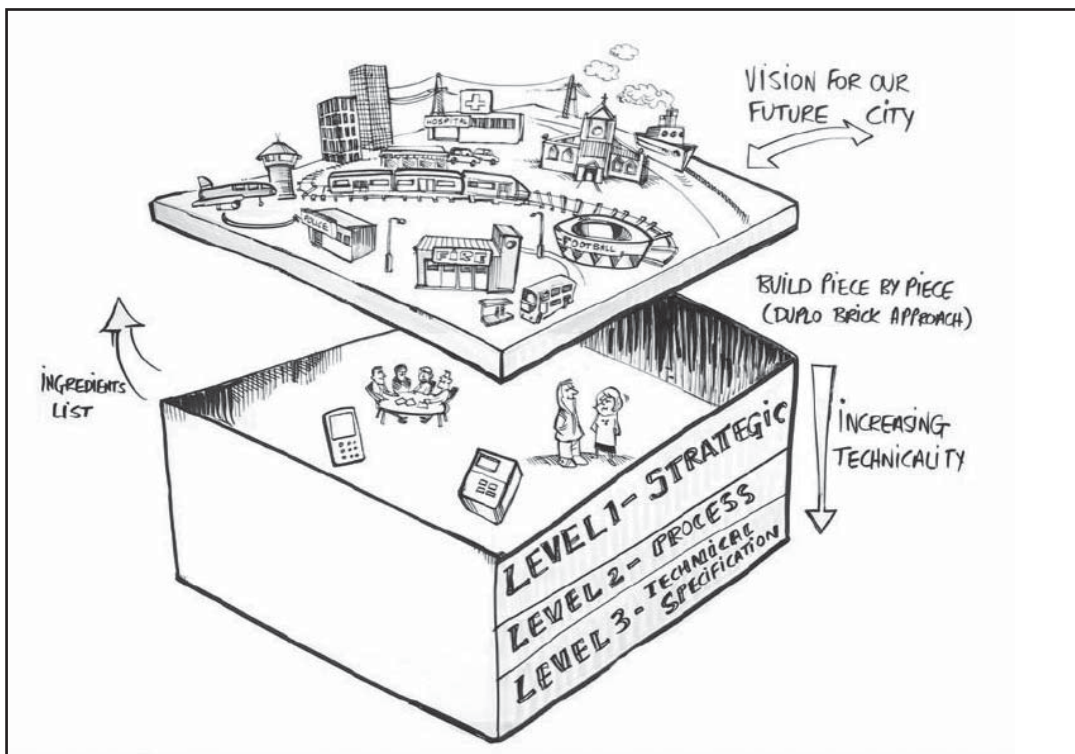 VISION FOR OUR
FUTURE CITY
HOSPITAL
POLICE
FIRE
FOOTBALL
BUILD PIECE BY PIECE
(DUPLO BRICK APPROACH)
INGREDIENTS
LIST
INCREASING
TECHNICALITY
LEVEL 1 - STRATEGIC
LEVEL 2 - PROCESS
LEVEL 3 - TECHNICAL
SPECIFICATION